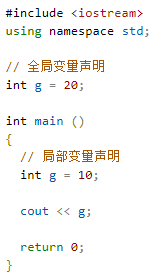 #include <iostream>
using namespace std;
// 全局变量声明
int g = 20;
int main ()
{
// 局部变量声明
int g = 10;
cout << g;
return 0;
}